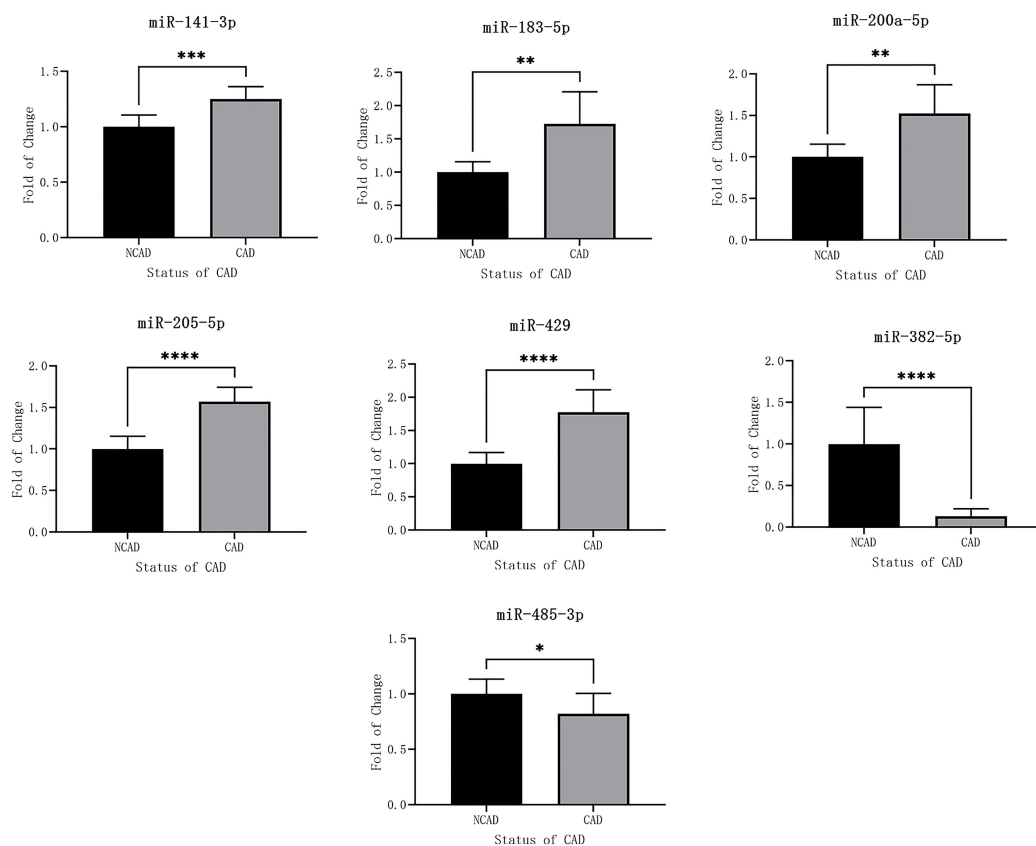 miR-141-3p
***
Fold of Change
1.5
1.0
0.5
0.0
NCAD CAD
Status of CAD
miR-183-5p
**
Fold of Change
2.5
2.0
1.5
1.0
0.5
0.0
NCAD CAD
Status of CAD
miR-200a-5p
**
Fold of Change
2.0
1.5
1.0
0.5
0.0
NCAD CAD
Status of CAD
miR-205-5p
****
Fold of Change
2.0
1.5
1.0
0.5
0.0
NCAD CAD
Status of CAD
miR-429
****
Fold of Change
2.5
2.0
1.5
1.0
0.5
0.0
NCAD CAD
Status of CAD
miR-382-5p
****
Fold of Change
2.0
1.5
1.0
0.5
0.0
NCAD CAD
Status of CAD
miR-485-3p
*
Fold of Change
1.5
1.0
0.5
0.0
NCAD CAD
Status of CAD